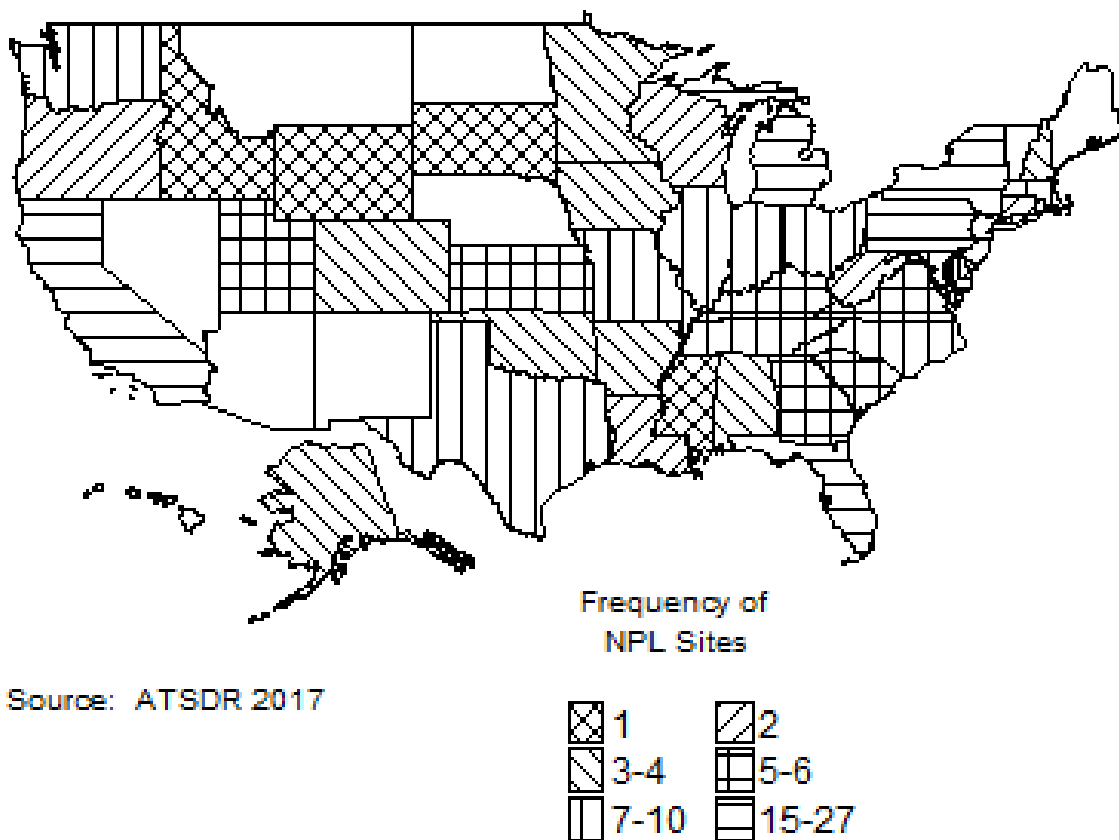 Frequency of
NPL Sites
Source: ATSDR 2017
1 2
3-4 5-6
7-10 15-27